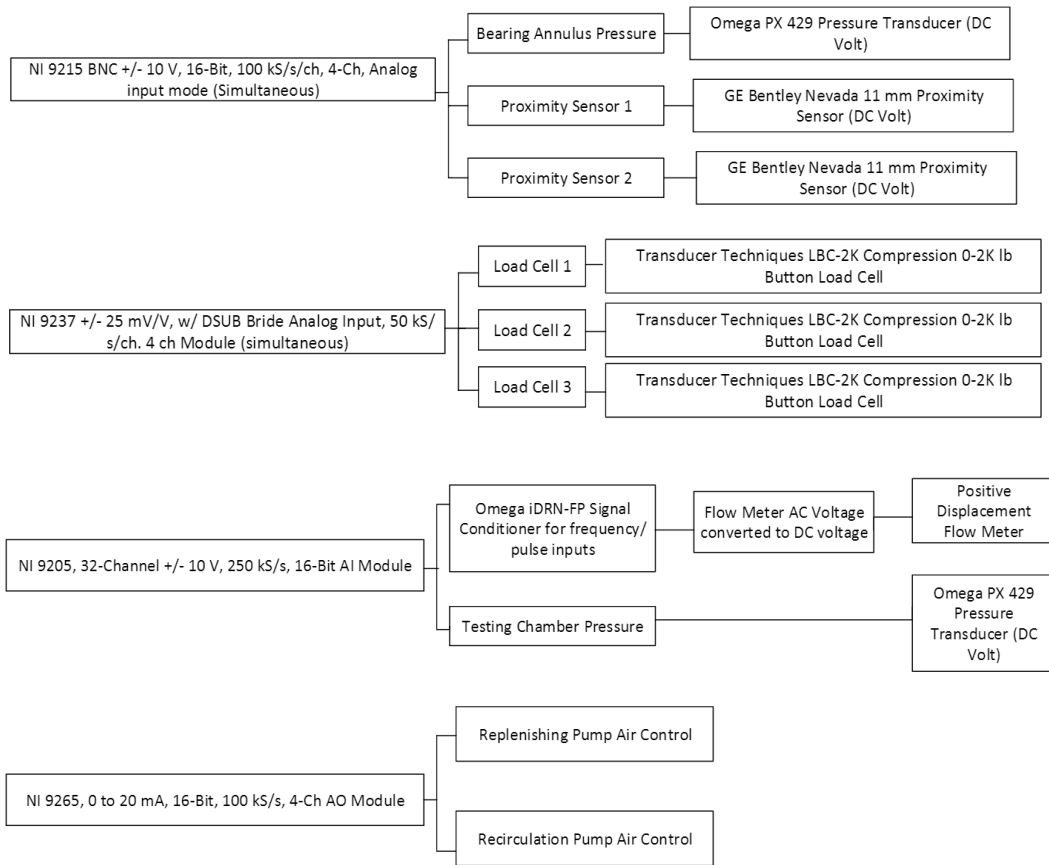 NI 9215 BNC +/- 10 V, 16-Bit, 100 kS/s/ch, 4-Ch, Analog
input mode (Simultaneous)
Bearing Annulus Pressure
Omega PX 429 Pressure Transducer (DC
Volt)
Proximity Sensor 1
GE Bentley Nevada 11 mm Proximity
Sensor (DC Volt)
Proximity Sensor 2
GE Bentley Nevada 11 mm Proximity
Sensor (DC Volt)
NI 9237 +/- 25 mV/V, w/ DSUB Bride Analog Input, 50 kS/
s/ch. 4 ch Module (simultaneous)
Load Cell 1
Transducer Techniques LBC-2K Compression 0-2K lb
Button Load Cell
Load Cell 2
Transducer Techniques LBC-2K Compression 0-2K lb
Button Load Cell
Load Cell 3
Transducer Techniques LBC-2K Compression 0-2K lb
Button Load Cell
NI 9205, 32-Channel +/- 10 V, 250 kS/s, 16-Bit AI Module
Omega iDRN-FP Signal
Conditioner for frequency/
pulse inputs
Flow Meter AC Voltage
converted to DC voltage
Positive
Displacement
Flow Meter
Testing Chamber Pressure
Omega PX 429
Pressure
Transducer (DC
Volt)
NI 9265, 0 to 20 mA, 16-Bit, 100 kS/s, 4-Ch AO Module
Replenishing Pump Air Control
Recirculation Pump Air Control